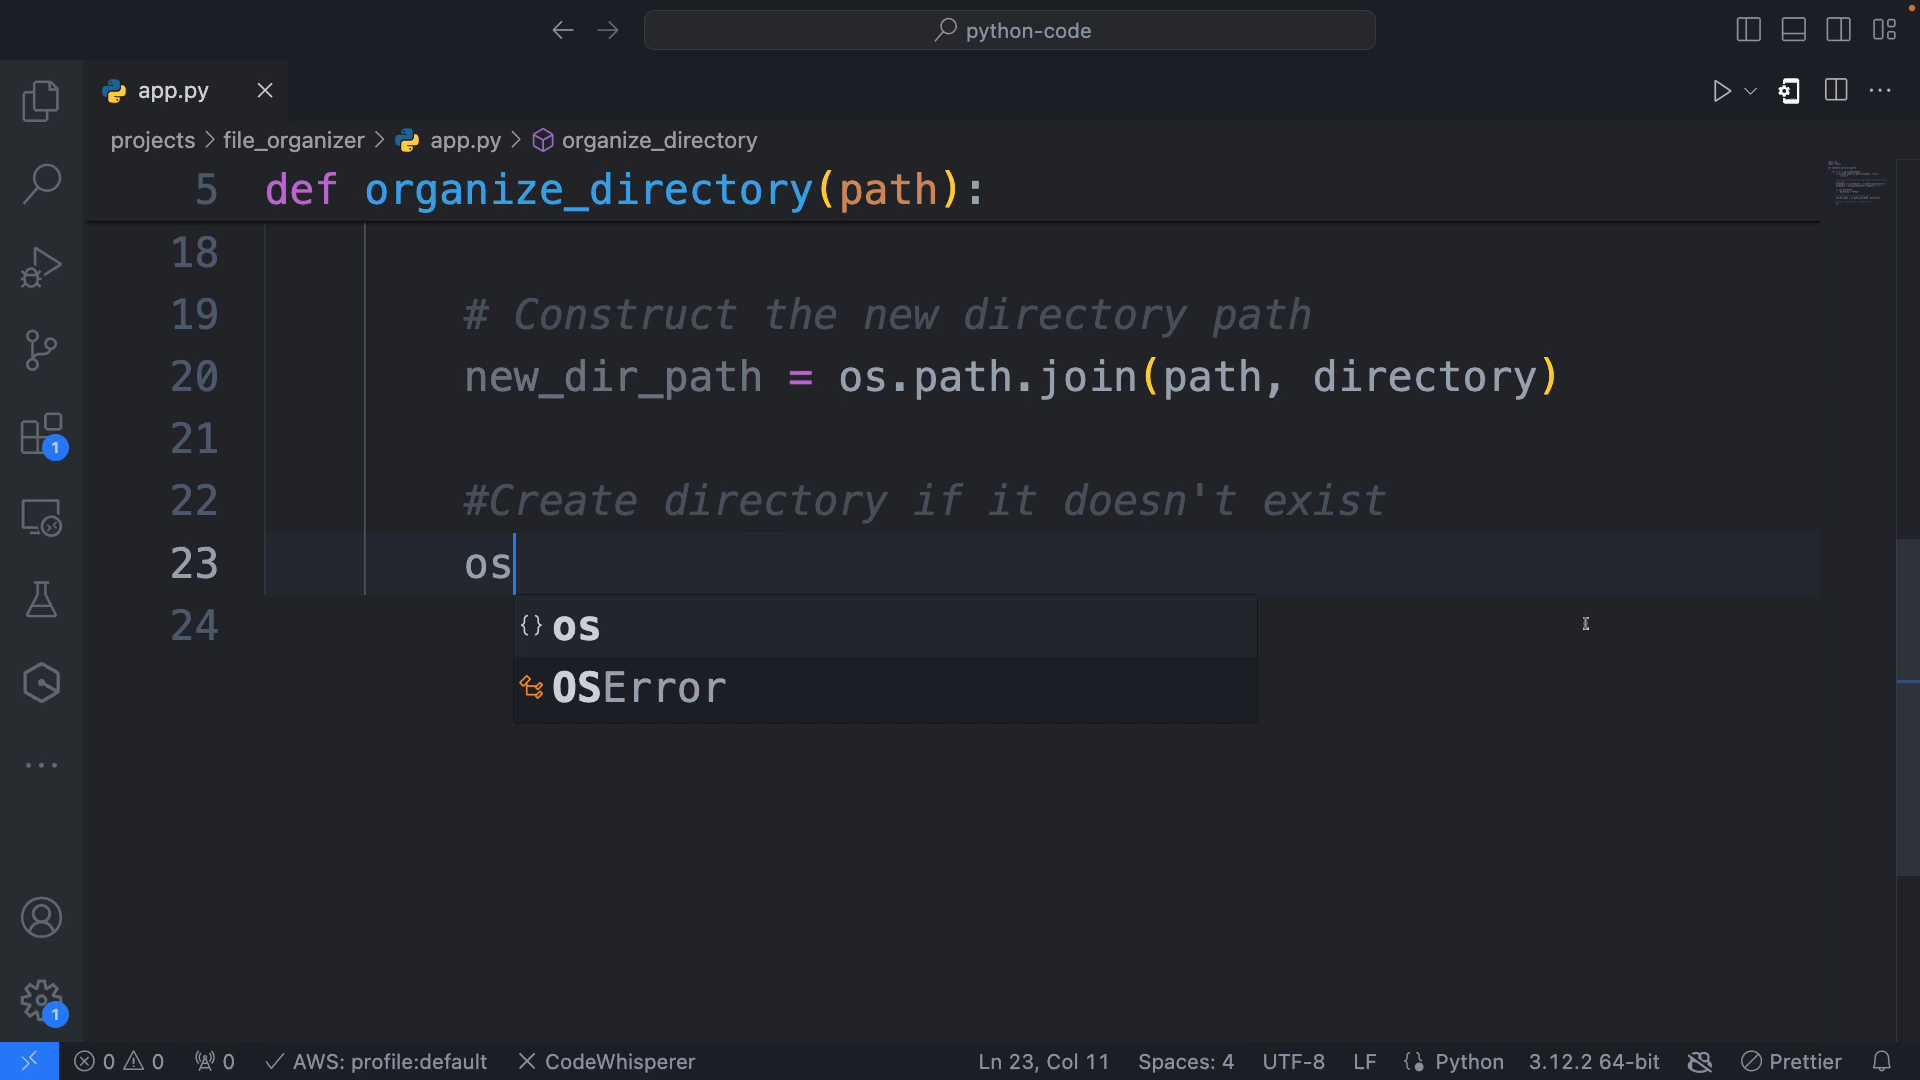 python-code
app.py
projects > file_organizer > app.py > organize_directory
5 def organize_directory(path):
18
19 # Construct the new directory path
20 new_dir_path = os.path.join(path, directory)
21
22 #Create directory if it doesn't exist
23 os
24
{} os
OSError
1
1
0 0 0 AWS: profile:default CodeWhisperer Ln 23, Col 11 Spaces: 4 UTF-8 LF {} Python 3.12.2 64-bit Prettier